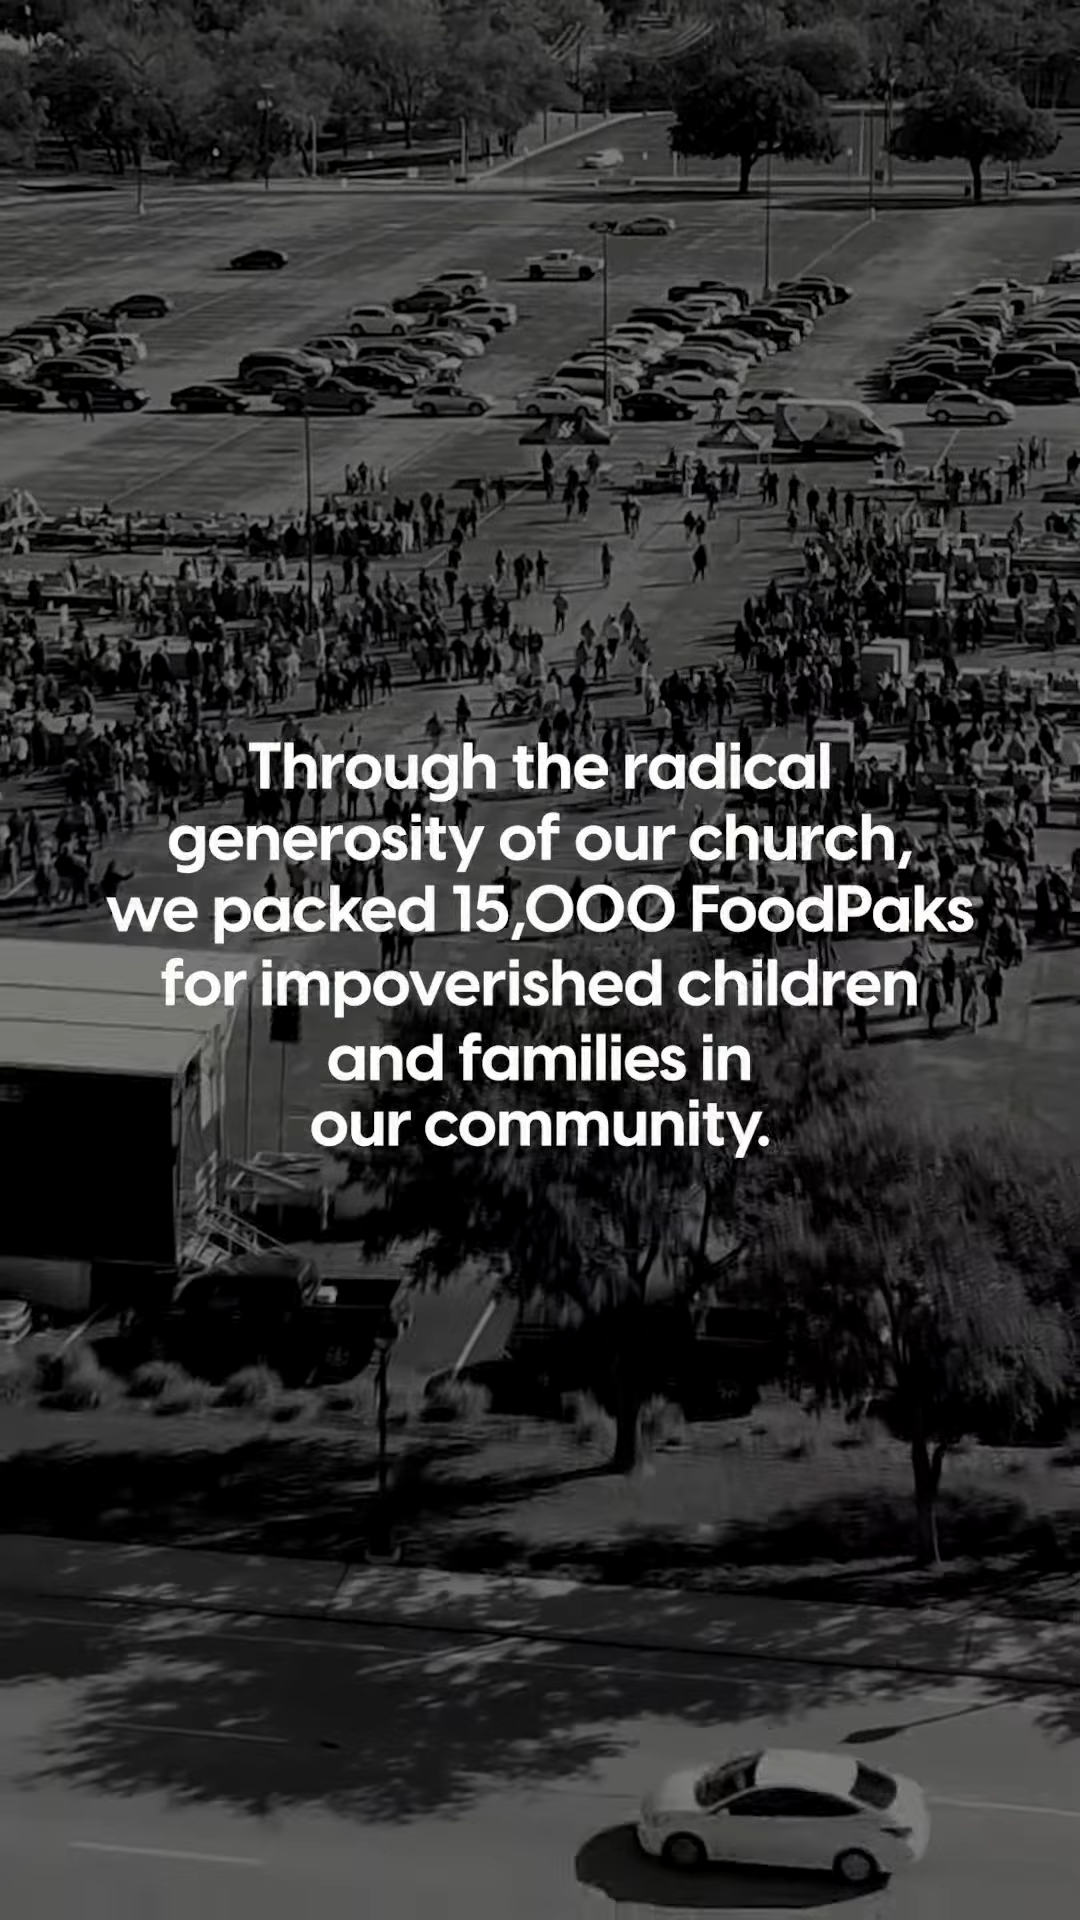 Through the radical
generosity of our church,
we packed 15,000 FoodPaks
for impoverished children
and families in
our community.